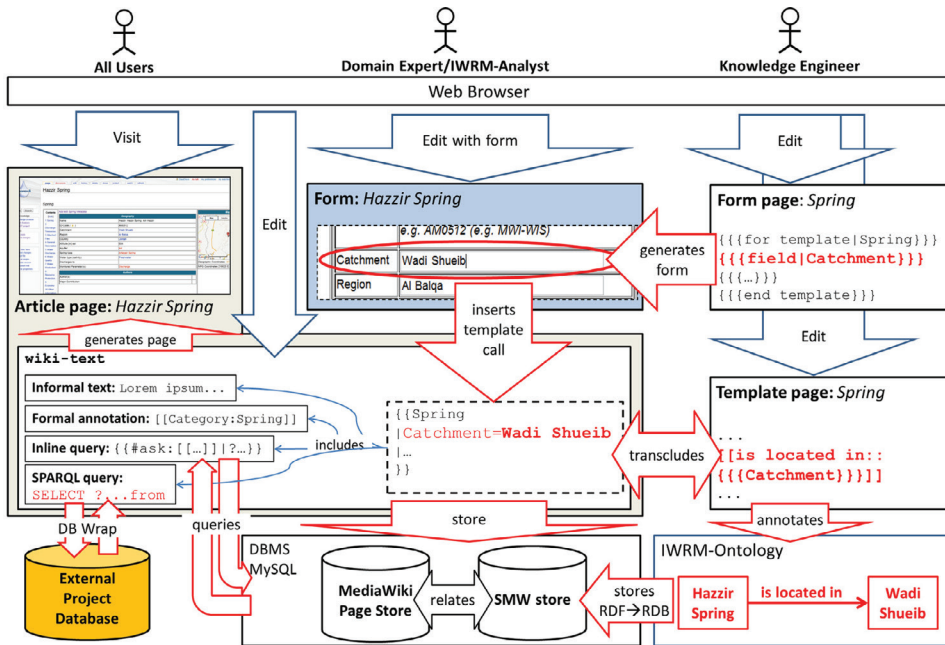 All Users
Domain Expert/IWRM-Analyst
Knowledge Engineer
Web Browser
Visit
Edit
Edit with form
Edit
Hazzir Spring
Article page: Hazzir Spring
generates page
Form: Hazzir Spring
e.g. AM0512 (e.g. MWI-WIS)
Catchment Wadi Shueib
Region Al Balqa
generates
form
Form page: Spring
{{{for template|Spring}}}
{{{field|Catchment}}}
{{{…}}}
{{{end template}}}
inserts
template
call
Edit
wiki-text
Informal text: Lorem ipsum...
Formal annotation: [[Category:Spring]]
Inline query: {{#ask:[[…]]|?…}}
SPARQL query:
SELECT ?...from
includes
{{Spring
|Catchment=Wadi Shueib
|…
}}
transcludes
Template page: Spring
...
[[is located in::
{{{Catchment}}}]]
...
DB Wrap
queries
store
annotates
External
Project
Database
DBMS
MySQL
MediaWiki
Page Store
relates
SMW store
stores
RDF→RDB
IWRM-Ontology
Hazzir
Spring
is located in
Wadi
Shueib